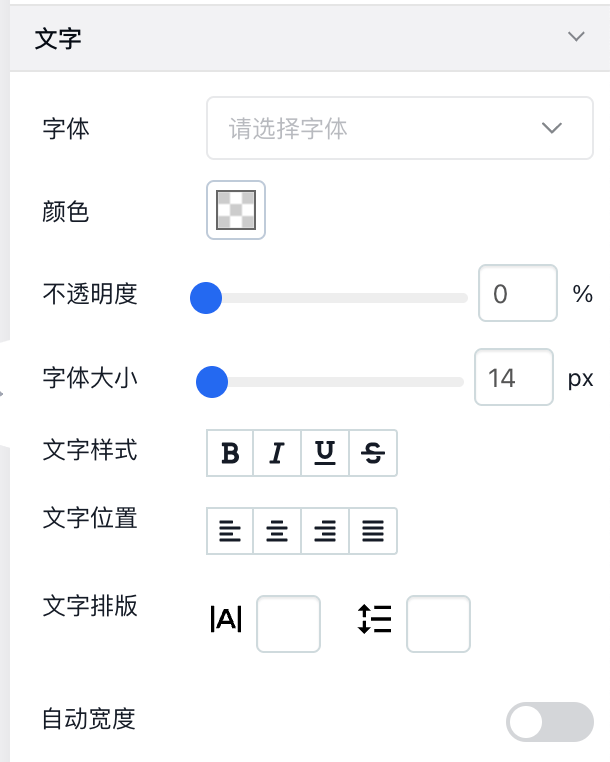 文字
字体
请选择字体
颜色
不透明度
0
%
字体大小
14
px
文字样式
B I U S
文字位置
文字排版
|A|
自动宽度